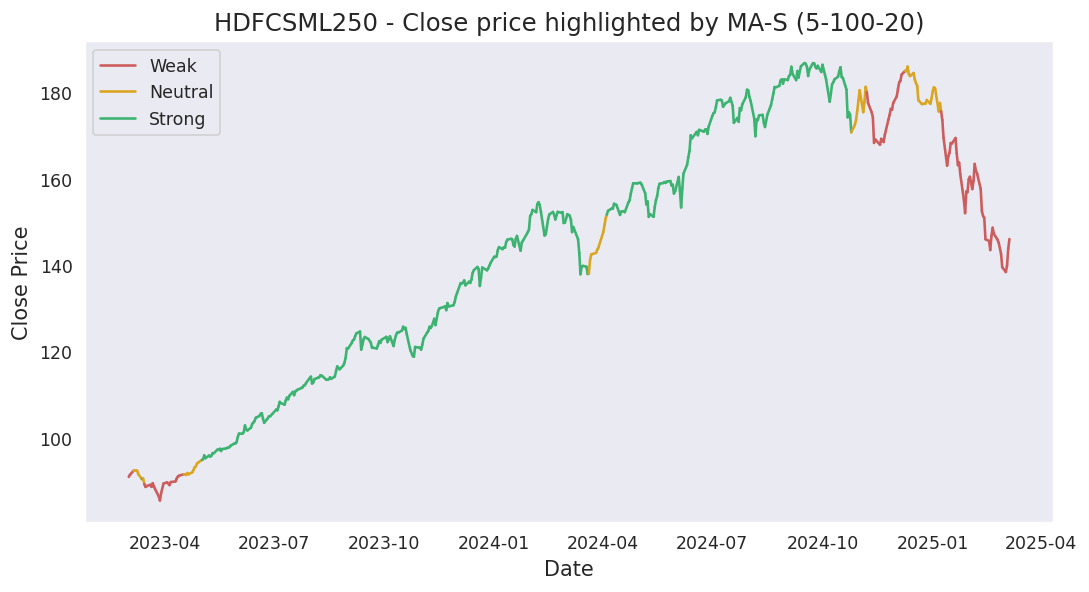 HDFCSML250 - Close price highlighted by MA-S (5-100-20)
Weak
Neutral
Strong
Close Price
180
160
140
120
100
2023-04 2023-07 2023-10 2024-01 2024-04 2024-07 2024-10 2025-01 2025-04
Date